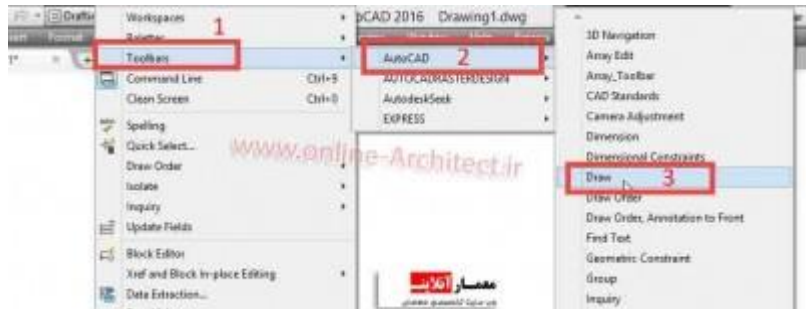 Workspaces
1
Palettes
Toolbars
Command Line Ctrl+9
Clean Screen Ctrl+0
Spelling
Quick Select...
Draw Order
Isolate
Inquiry
Update Fields
Block Editor
Xref and Block In-place Editing
Data Extraction...
CAD 2016 Drawing1.dwg
AutoCAD 2
AUTOCADRASTERDESIGN
AutodeskSeek
EXPRESS
www.online-Architect.ir
معمار آنلاین
3D Navigation
Array Edit
Array_Toolbar
CAD Standards
Camera Adjustment
Dimension
Dimensional Constraints
Draw 3
Draw Order
Draw Order, Annotation to Front
Find Text
Geometric Constraint
Group
Inquiry